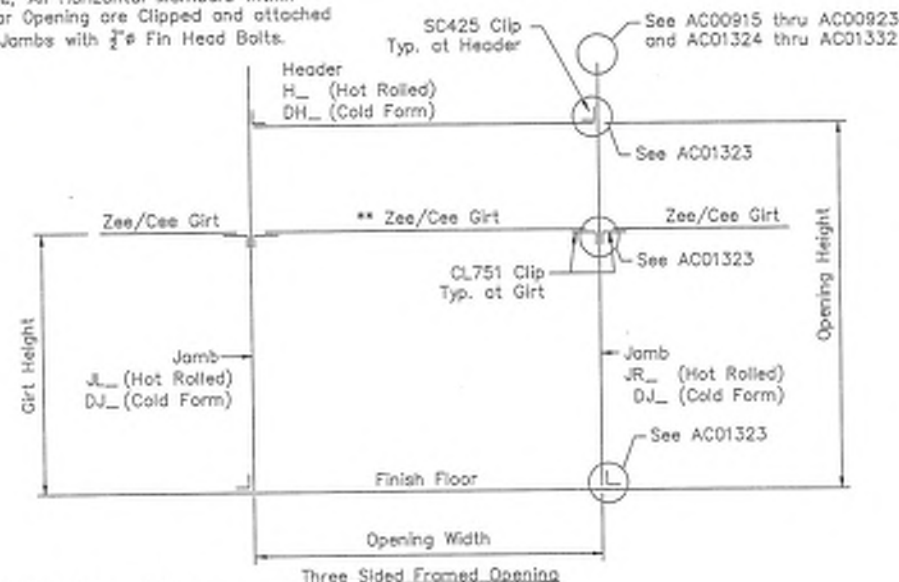 All Horizontal Members Within
or Opening are Clipped and attached
Jambs with ½"ø Fin Head Bolts.
SC425 Clip
Typ. at Header
See AC00915 thru AC00923
and AC01324 thru AC01332
Header
H_ (Hot Rolled)
DH_ (Cold Form)
See AC01323
Zee/Cee Girt
** Zee/Cee Girt
Zee/Cee Girt
See AC01323
CL751 Clip
Typ. at Girt
Opening Height
Girt Height
Jamb
JL_ (Hot Rolled)
DJ_ (Cold Form)
Jamb
JR_ (Hot Rolled)
DJ_ (Cold Form)
See AC01323
Finish Floor
Opening Width
Three Sided Framed Opening